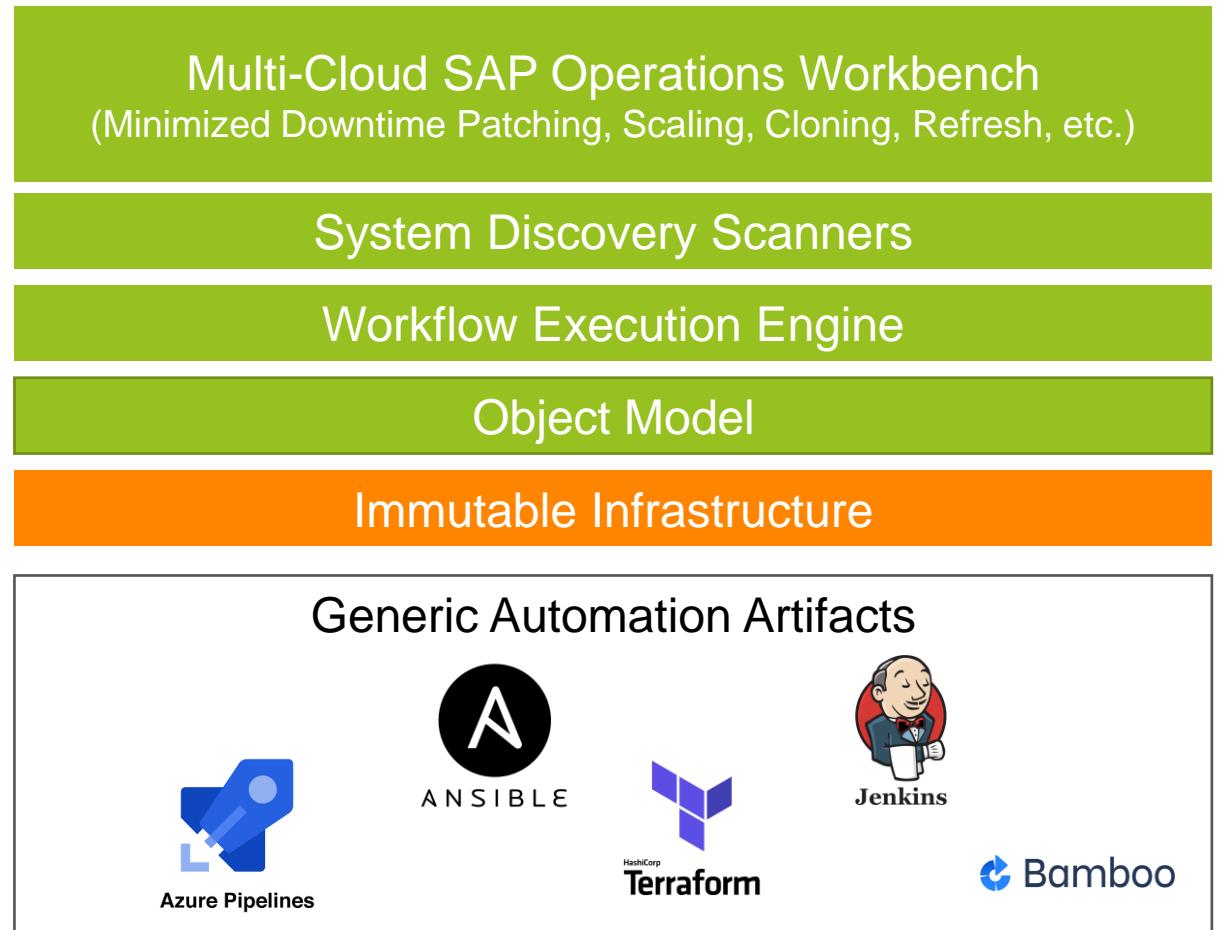 Multi-Cloud SAP Operations Workbench
(Minimized Downtime Patching, Scaling, Cloning, Refresh, etc.)
System Discovery Scanners
Workflow Execution Engine
Object Model
Immutable Infrastructure
Generic Automation Artifacts
ANSIBLE
Jenkins
Azure Pipelines
HashiCorp
Terraform
Bamboo